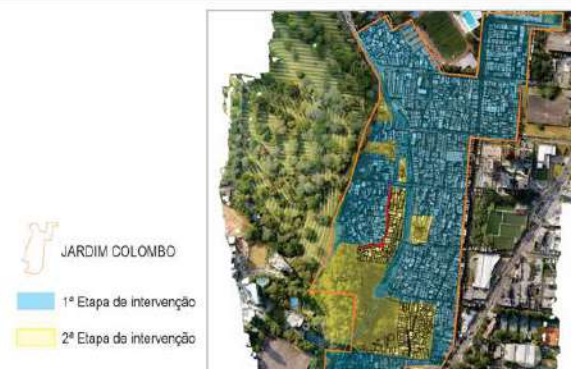 JARDIM COLOMBO
1ª Etapa de intervenção
2ª Etapa de intervenção